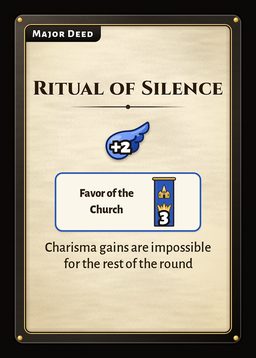 Major Deed
Ritual of Silence
+2
Favor of the
Church
3
Charisma gains are impossible
for the rest of the round